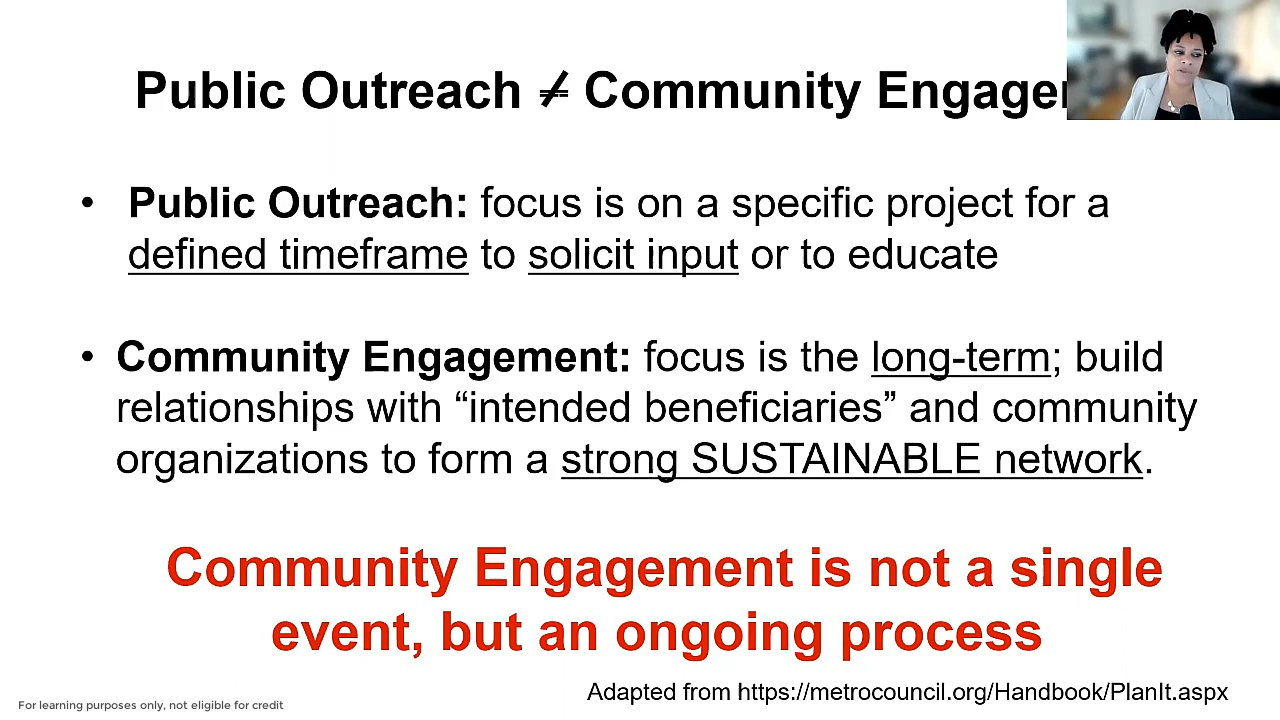 Public Outreach ≠ Community Engagem
• Public Outreach: focus is on a specific project for a
defined timeframe to solicit input or to educate
• Community Engagement: focus is the long-term; build
relationships with “intended beneficiaries” and community
organizations to form a strong SUSTAINABLE network.
Community Engagement is not a single
event, but an ongoing process
Adapted from https://metrocouncil.org/Handbook/PlanIt.aspx
For learning purposes only, not eligible for credit